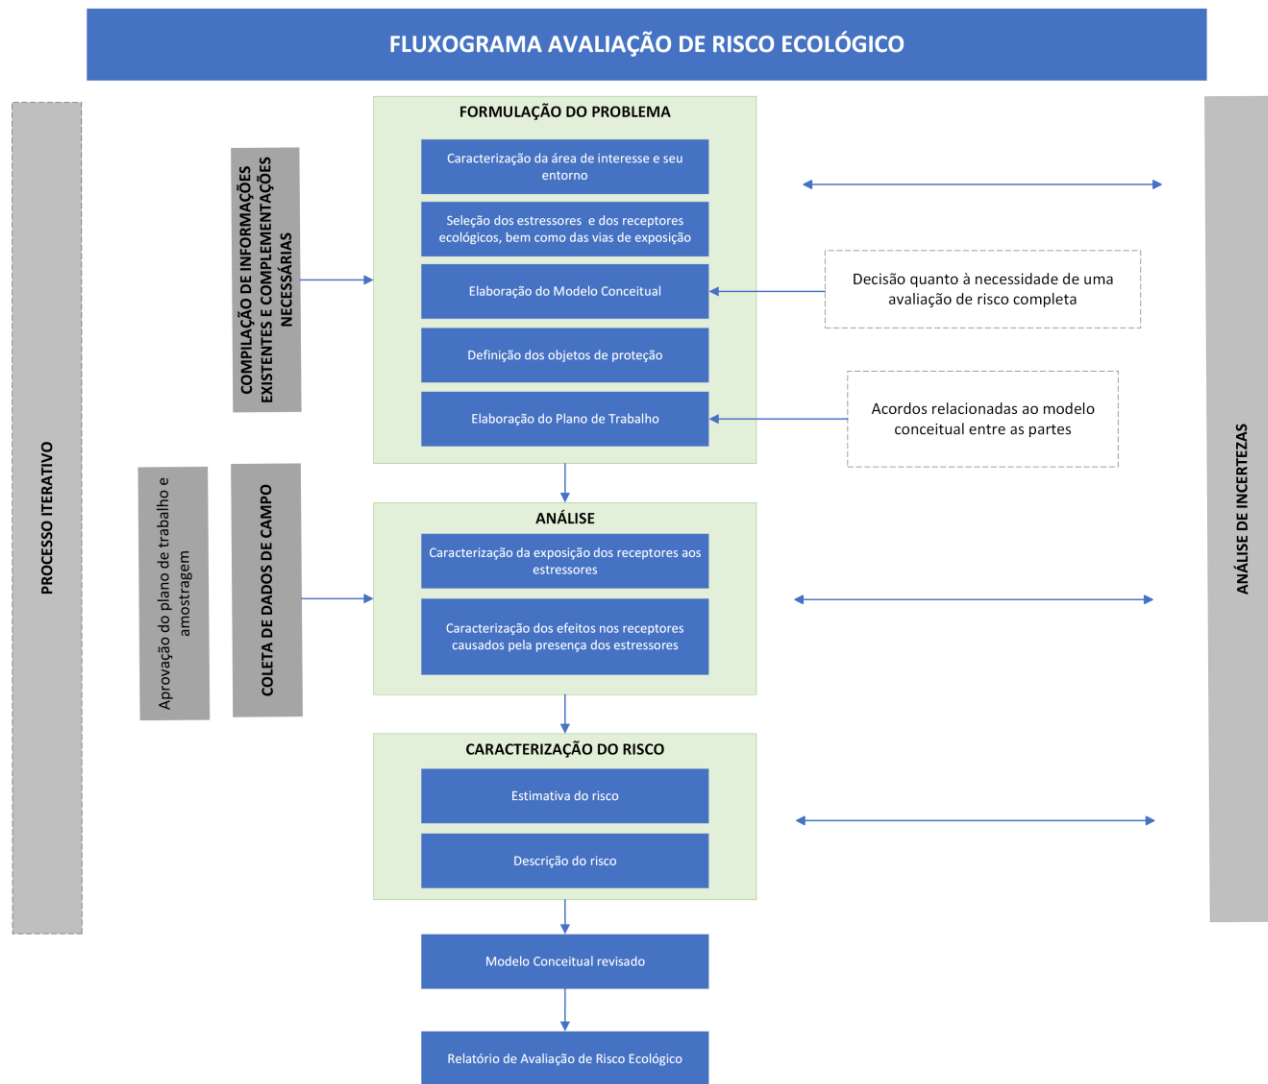 FLUXOGRAMA AVALIAÇÃO DE RISCO ECOLÓGICO
PROCESSO ITERATIVO
COMPILAÇÃO DE INFORMAÇÕES
EXISTENTES E COMPLEMENTAÇÕES
NECESSÁRIAS
FORMULAÇÃO DO PROBLEMA
Caracterização da área de interesse e seu
entorno
Seleção dos estressores e dos receptores
ecológicos, bem como das vias de exposição
Elaboração do Modelo Conceitual
Decisão quanto à necessidade de uma
avaliação de risco completa
Definição dos objetos de proteção
Elaboração do Plano de Trabalho
Acordos relacionadas ao modelo
conceitual entre as partes
ANÁLISE DE INCERTEZAS
Aprovação do plano de trabalho e
amostragem
COLETA DE DADOS DE CAMPO
ANÁLISE
Caracterização da exposição dos receptores aos
estressores
Caracterização dos efeitos nos receptores
causados pela presença dos estressores
CARACTERIZAÇÃO DO RISCO
Estimativa do risco
Descrição do risco
Modelo Conceitual revisado
Relatório de Avaliação de Risco Ecológico